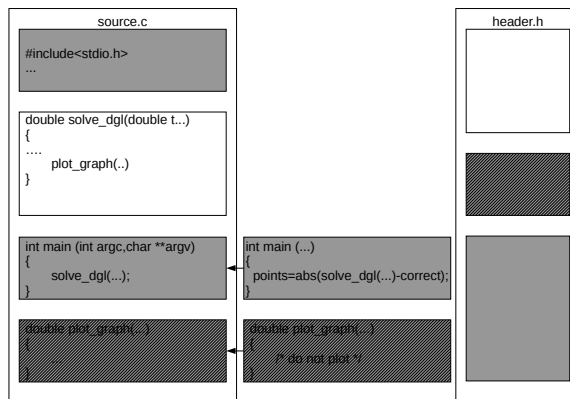 source.c
#include<stdio.h>
...
double solve_dgl(double t...)
{
....
plot_graph(..)
}
int main (int argc,char **argv)
{
solve_dgl(...);
}
double plot_graph(...)
{
...
}
int main (...)
{
points=abs(solve_dgl(...)-correct);
}
double plot_graph(...)
{
/* do not plot */
}
header.h